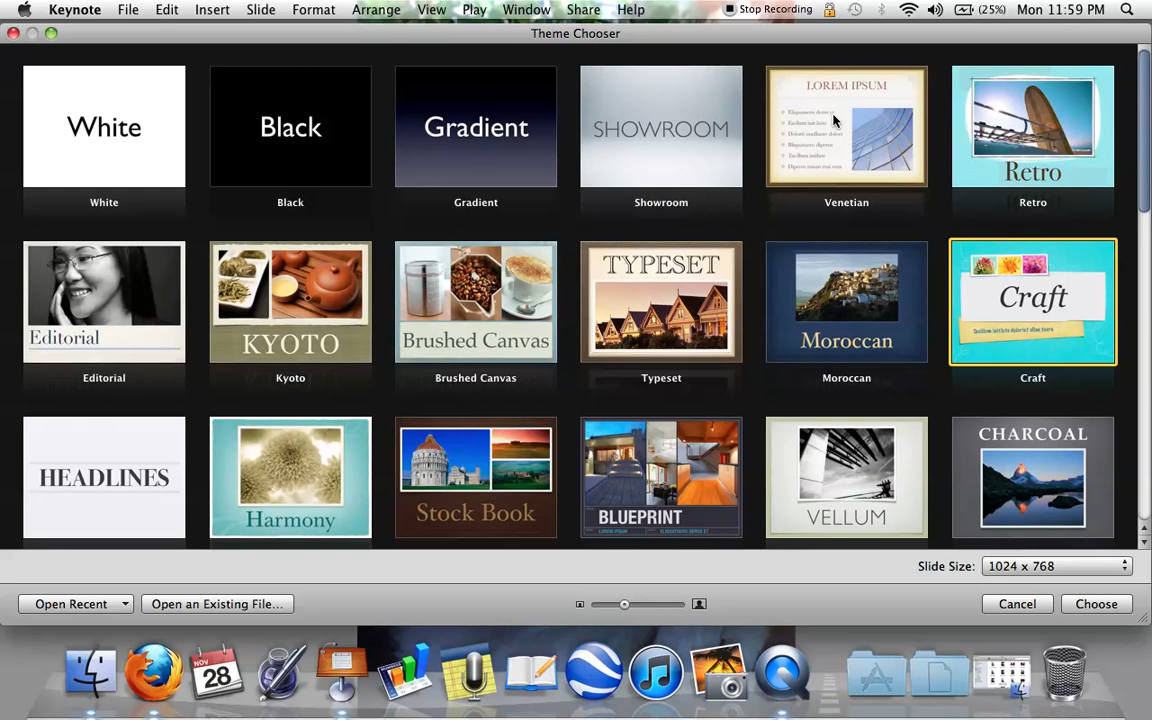 Keynote File Edit Insert Slide Format Arrange View Play Window Share Help Stop Recording (25%) Mon 11:59 PM
Theme Chooser
White Black Gradient SHOWROOM LOREM IPSUM Retro
White Black Gradient Showroom Venetian Retro
Editorial KYOTO Brushed Canvas TYPESET Moroccan Craft
Editorial Kyoto Brushed Canvas Typeset Moroccan Craft
HEADLINES Harmony Stock Book BLUEPRINT VELLUM CHARCOAL
Slide Size: 1024 x 768
Open Recent Open an Existing File... Cancel Choose
NOV
28